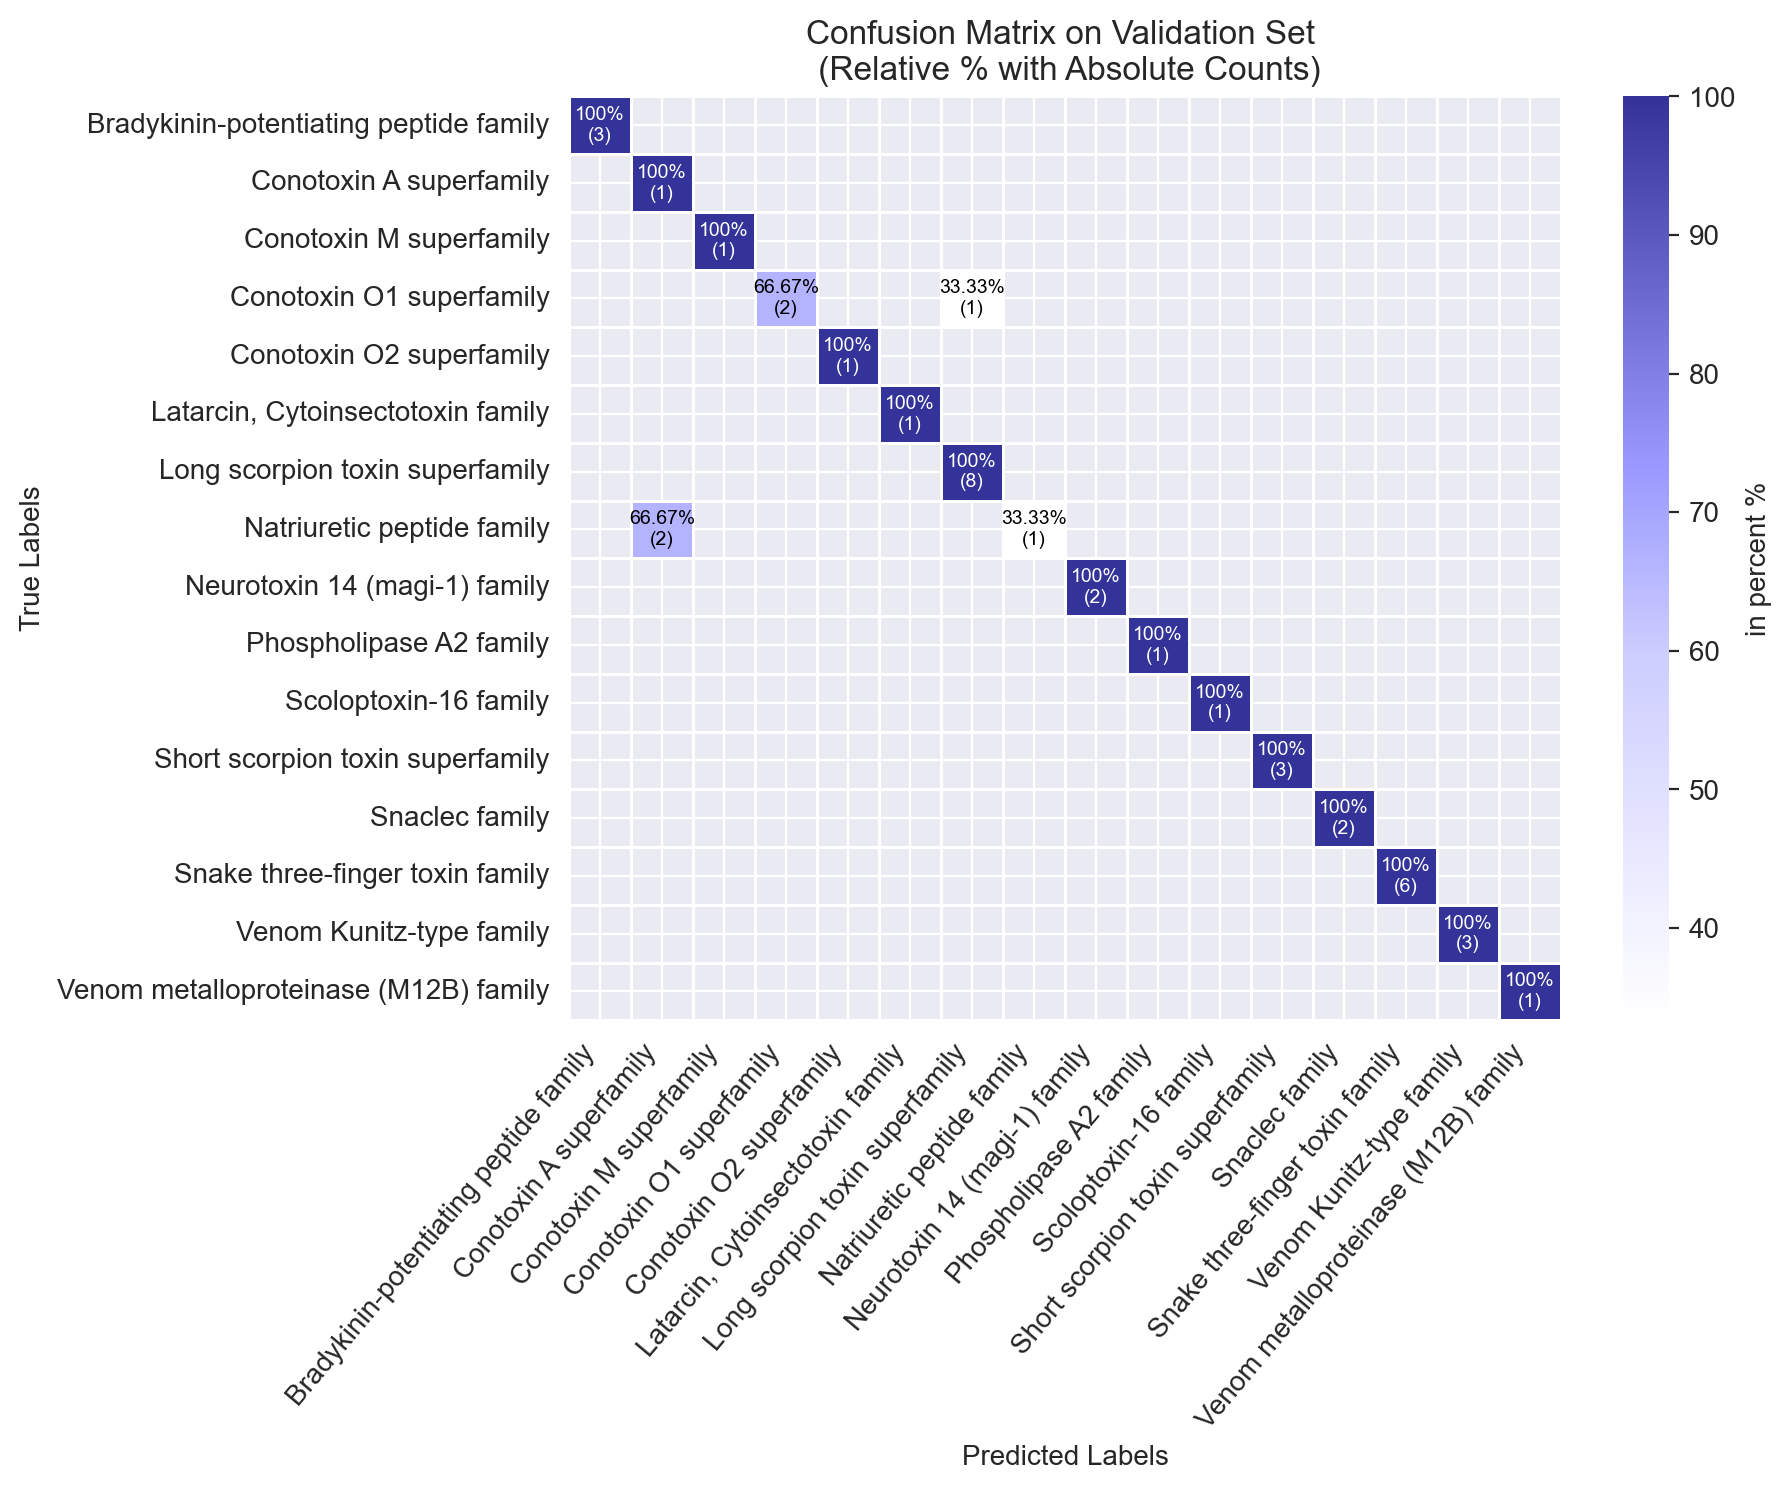 Confusion Matrix on Validation Set
(Relative % with Absolute Counts)
True Labels
Bradykinin-potentiating peptide family
100%
(3)
Conotoxin A superfamily
100%
(1)
Conotoxin M superfamily
100%
(1)
Conotoxin O1 superfamily
66.67%
(2)
33.33%
(1)
Conotoxin O2 superfamily
100%
(1)
Latarcin, Cytoinsectotoxin family
100%
(1)
Long scorpion toxin superfamily
100%
(8)
Natriuretic peptide family
66.67%
(2)
33.33%
(1)
Neurotoxin 14 (magi-1) family
100%
(2)
Phospholipase A2 family
100%
(1)
Scoloptoxin-16 family
100%
(1)
Short scorpion toxin superfamily
100%
(3)
Snaclec family
100%
(2)
Snake three-finger toxin family
100%
(6)
Venom Kunitz-type family
100%
(3)
Venom metalloproteinase (M12B) family
100%
(1)
Bradykinin-potentiating peptide family
Conotoxin A superfamily
Conotoxin M superfamily
Conotoxin O1 superfamily
Conotoxin O2 superfamily
Latarcin, Cytoinsectotoxin family
Long scorpion toxin superfamily
Natriuretic peptide family
Neurotoxin 14 (magi-1) family
Phospholipase A2 family
Scoloptoxin-16 family
Short scorpion toxin superfamily
Snaclec family
Snake three-finger toxin family
Venom Kunitz-type family
Venom metalloproteinase (M12B) family
Predicted Labels
100
90
80
70
60
50
40
in percent %